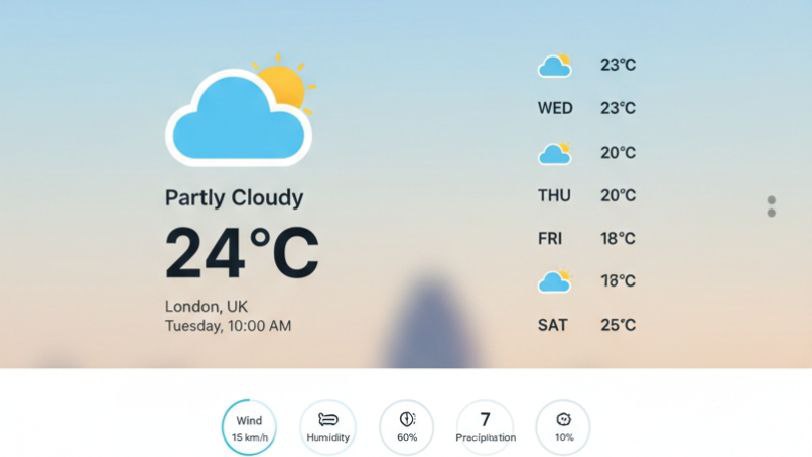 Partly Cloudy
24°C
London, UK
Tuesday, 10:00 AM
23°C
WED 23°C
20°C
THU 20°C
FRI 18°C
18°C
SAT 25°C
Wind
15 km/h
Humidity
60%
7
Precipitation
10%